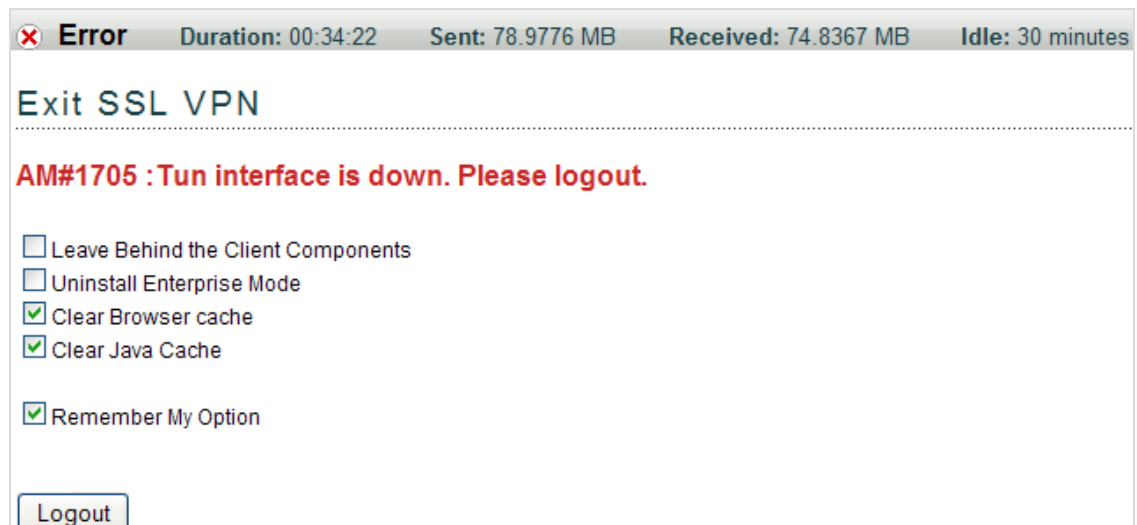 Error Duration: 00:34:22 Sent: 78.9776 MB Received: 74.8367 MB Idle: 30 minutes
Exit SSL VPN
AM#1705 : Tun interface is down. Please logout.
Leave Behind the Client Components
Uninstall Enterprise Mode
Clear Browser cache
Clear Java Cache
Remember My Option
Logout